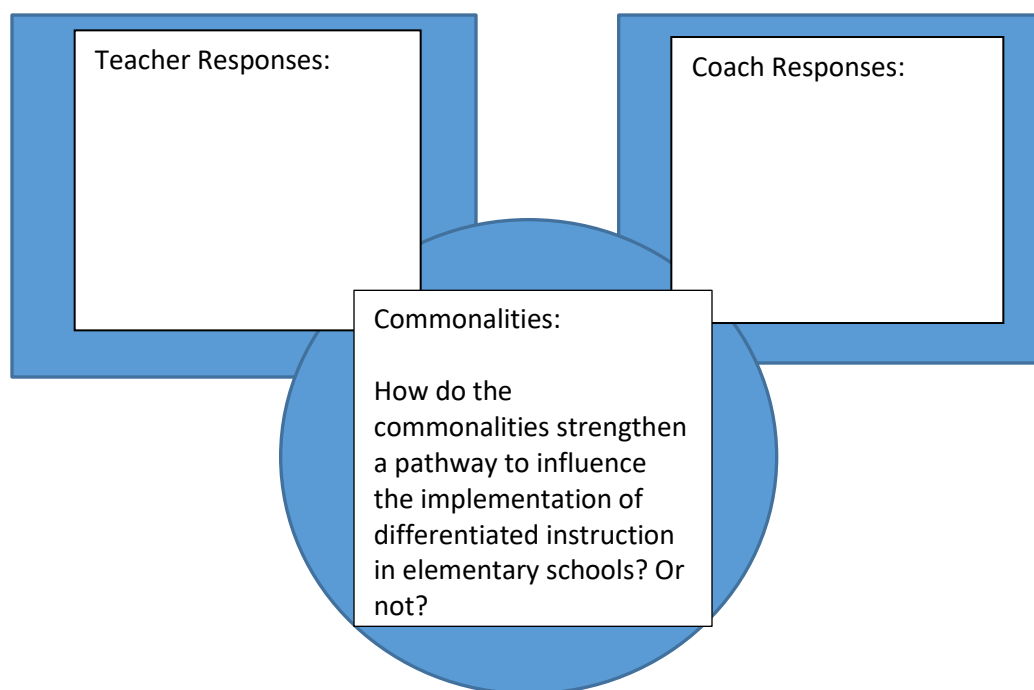 Teacher Responses:
Coach Responses:
Commonalities:
How do the
commonalities strengthen
a pathway to influence
the implementation of
differentiated instruction
in elementary schools? Or
not?